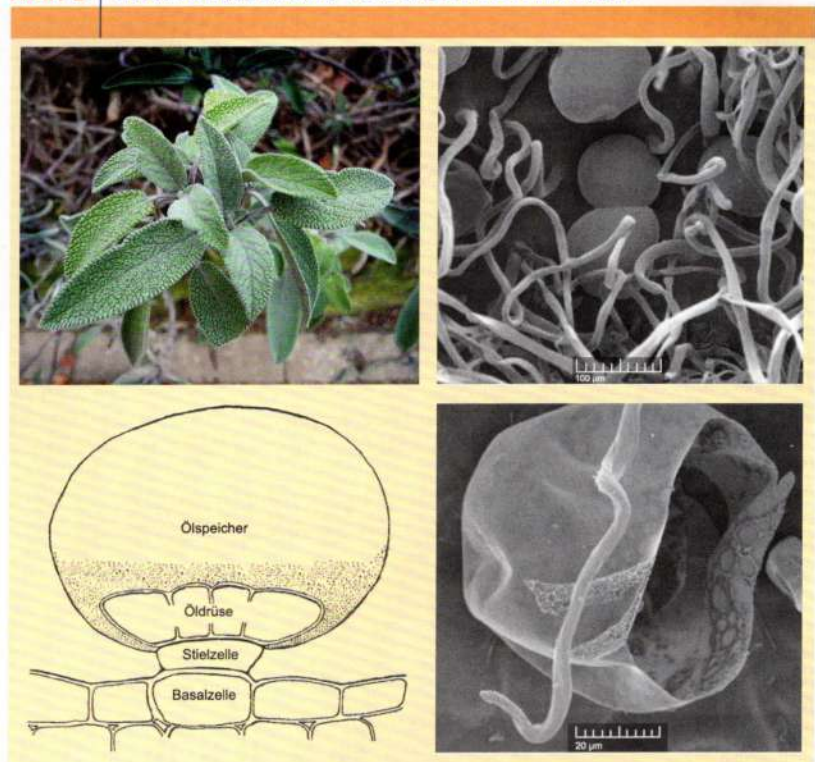 100 µm
Ölspeicher
Öldrüse
Stielzelle
Basalzelle
20 µm